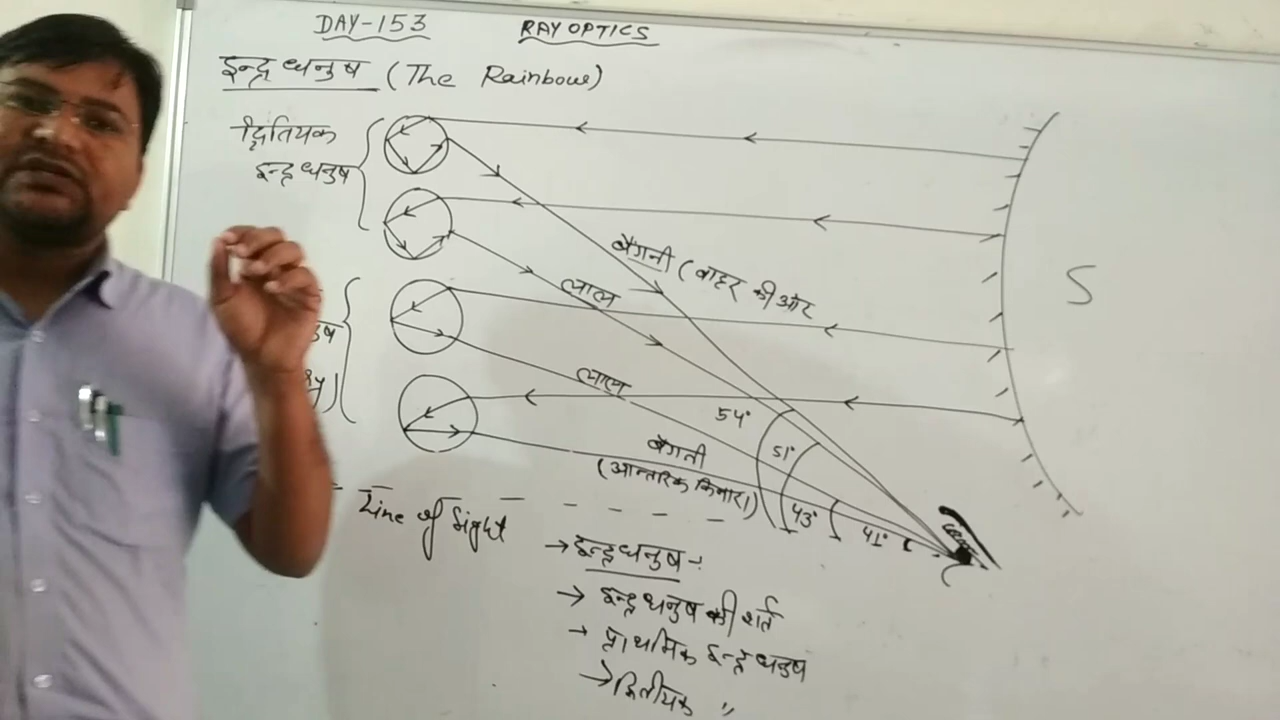 DAY-153 RAY OPTICS
इन्द्रधनुष (The Rainbow)
द्वितियक
इन्द्रधनुष
बैंगनी (बाहर की ओर
S
लाल
लाल
54°
51°
बैंगनी
(आन्तरिक किनारा)
43°
41°
Line of Sight
→ इन्द्रधनुष -:
→ इन्द्रधनुष की शर्त
→ प्राथमिक इन्द्रधनुष
→ द्वितीयक "